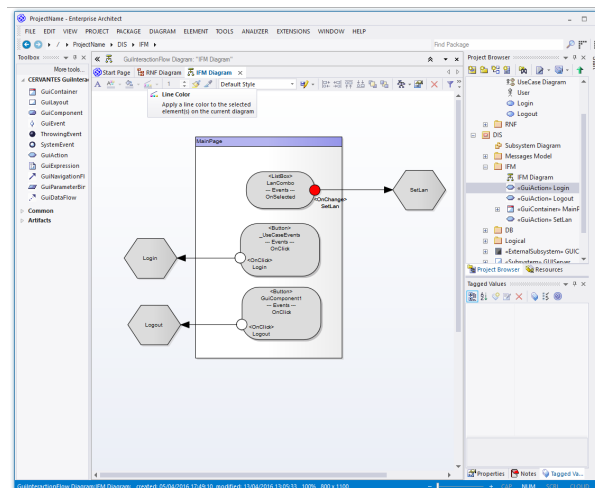 ProjectName - Enterprise Architect
FILE EDIT VIEW PROJECT PACKAGE DIAGRAM ELEMENT TOOLS ANALYZER EXTENSIONS WINDOW HELP
/ ▸ ProjectName ▸ DIS ▸ IFM ▸
Find Package
Toolbox
More tools...
CERVANTES GuiInterac
GuiContainer
GuiLayout
GuiComponent
GuiEvent
ThrowingEvent
SystemEvent
GuiAction
GuiExpression
GuiNavigationFl
GuiParameterBir
GuiDataFlow
Common
Artifacts
GuiInteractionFlow Diagram: "IFM Diagram"
Start Page RNF Diagram IFM Diagram ×
1 Default Style
Line Color
Apply a line color to the selected
element(s) on the current diagram
MainPage
«ListBox»
LanCombo
--- Events ---
OnSelected
«OnChange»
SetLan
SetLan
«Button»
_UseCaseEvents
--- Events ---
OnClick
«OnClick»
Login
Login
«Button»
GuiComponent1
--- Events ---
OnClick
«OnClick»
Logout
Logout
Project Browser
Use Case Diagram
User
Login
Logout
RNF
DIS
Subsystem Diagram
Messages Model
IFM
IFM Diagram
«GuiAction» Login
«GuiAction» Logout
«GuiContainer» MainF
«GuiAction» SetLan
DB
Logical
«ExternalSubsystem» GUIC
«Subsystem» GUIServer
Project Browser Resources
Tagged Values
Properties Notes Tagged Va...
GuiInteractionFlow Diagram:IFM Diagram: created: 05/04/2016 17:49:10 modified: 13/04/2016 13:05:33 100% 800 x 1100
CAP NUM SCRL CLOUD